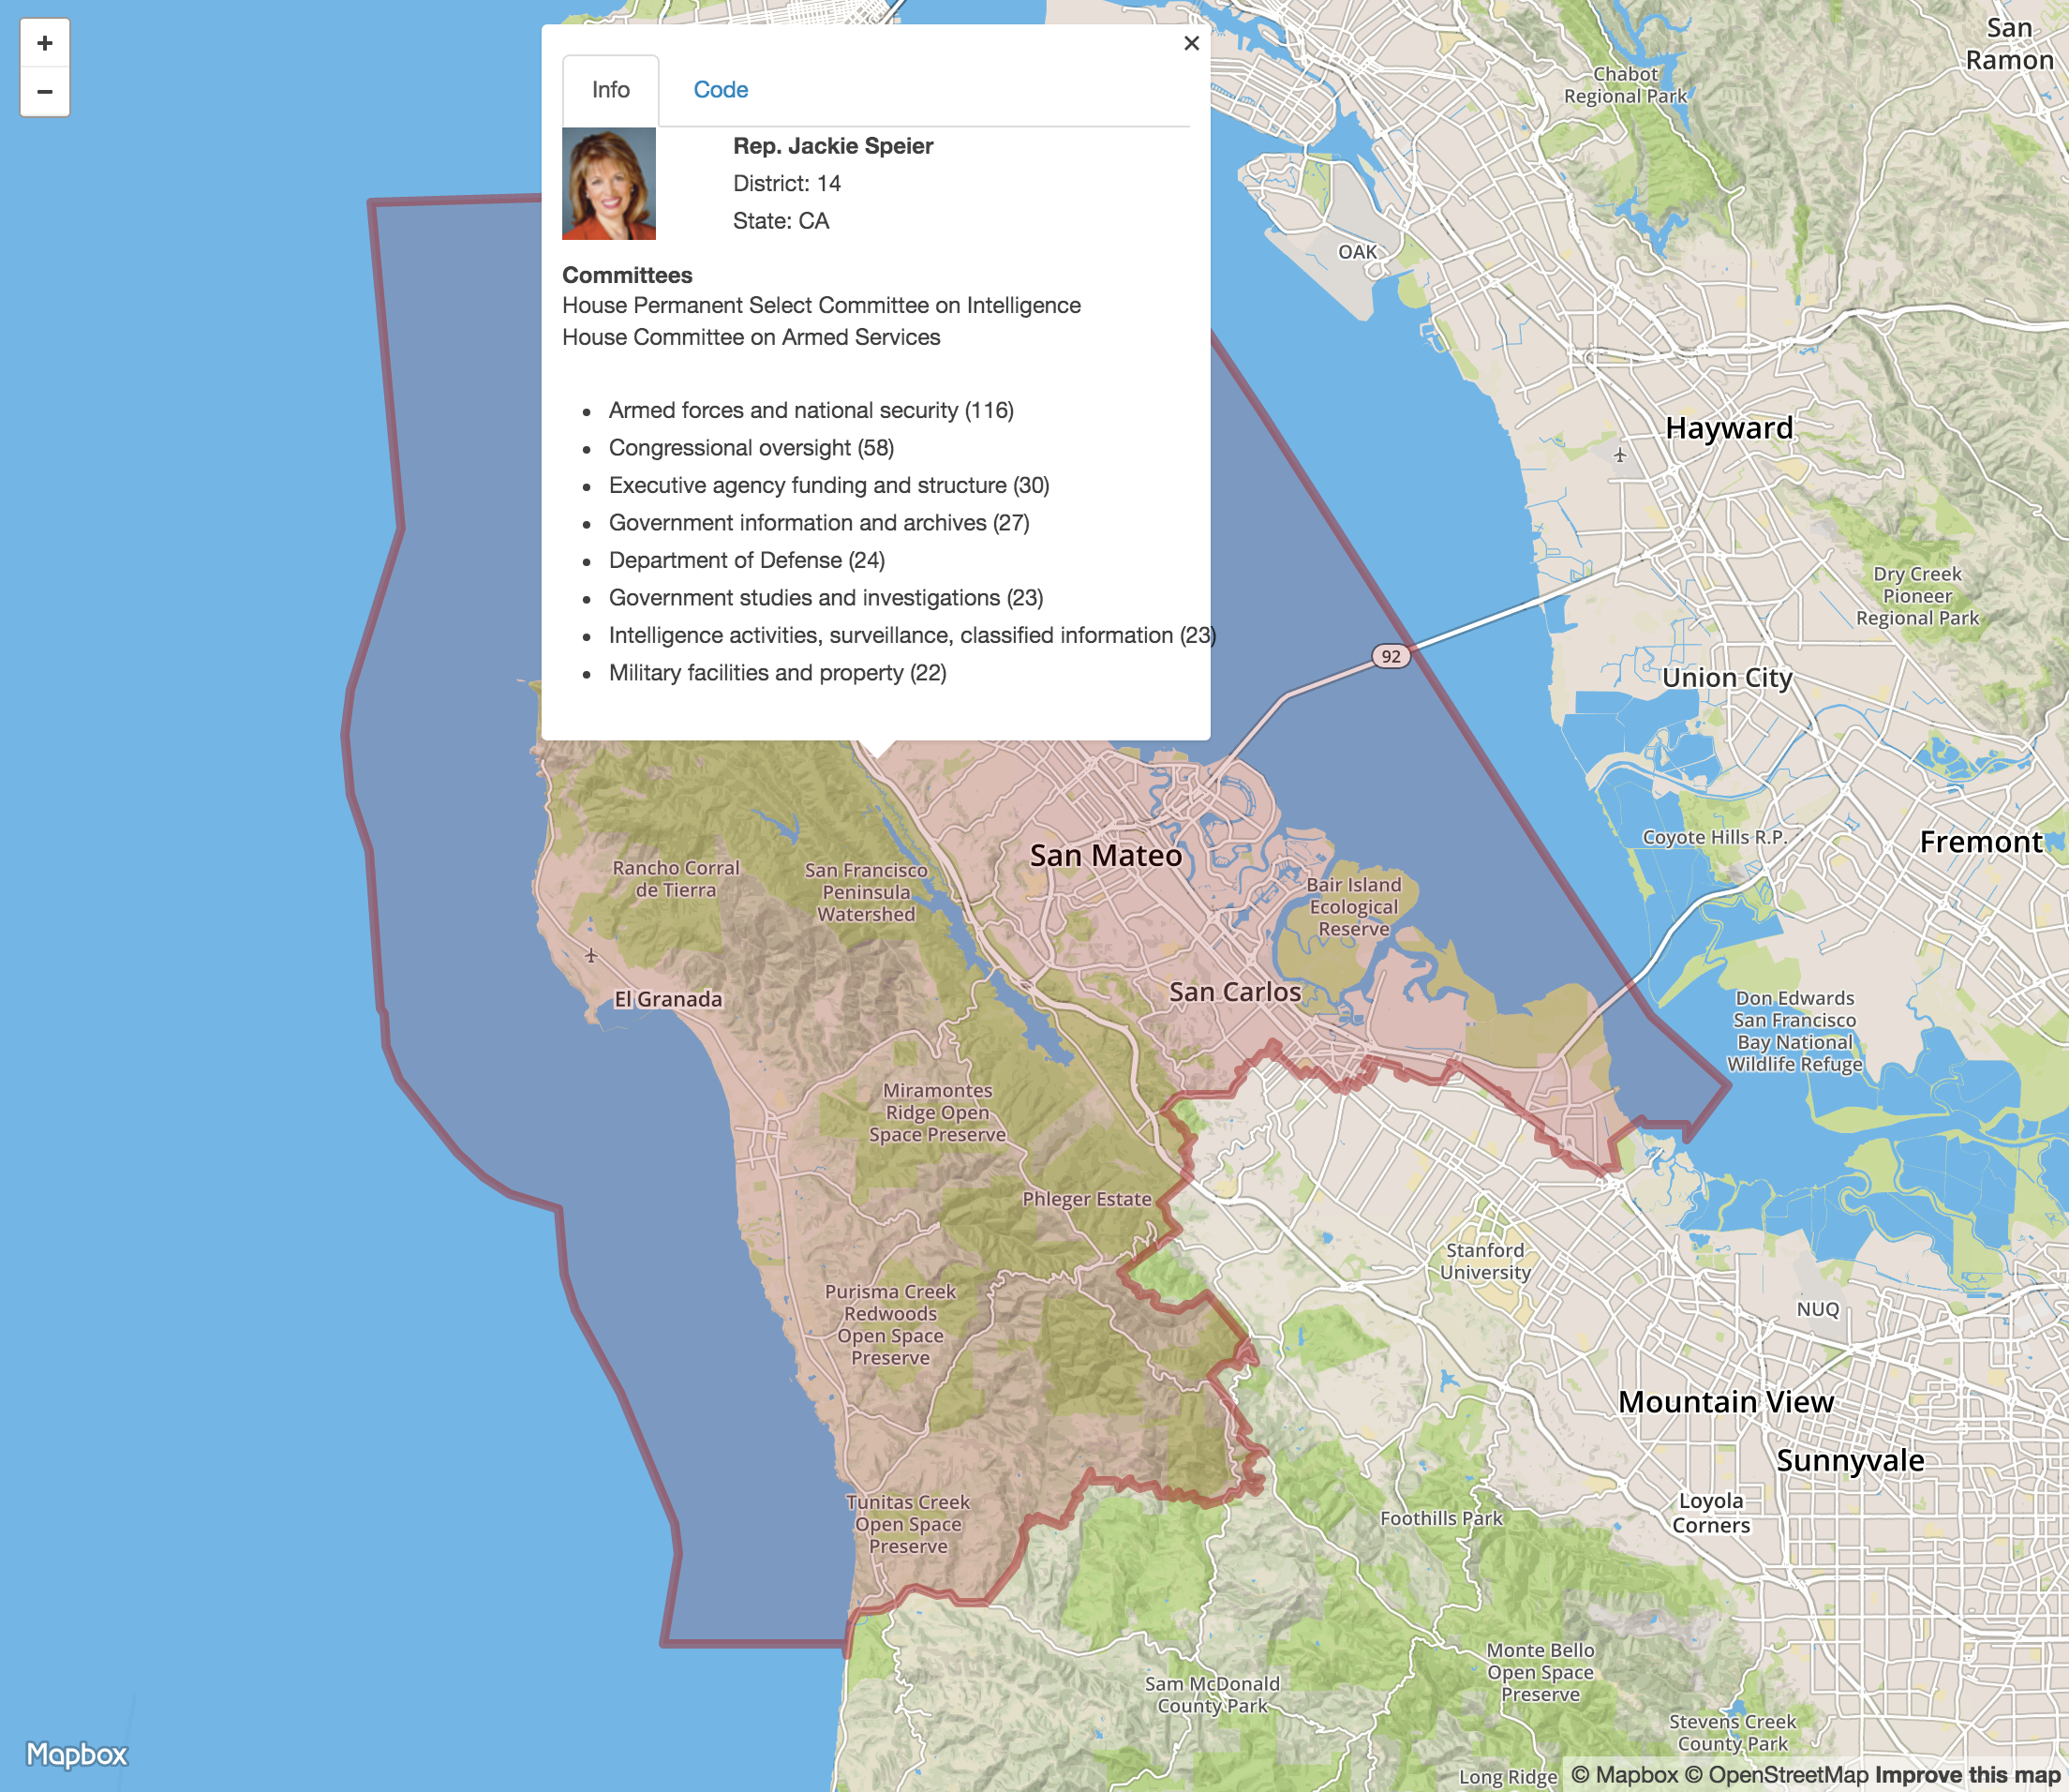 +
−
×
Info
Code
Rep. Jackie Speier
District: 14
State: CA
Committees
House Permanent Select Committee on Intelligence
House Committee on Armed Services
Armed forces and national security (116)
Congressional oversight (58)
Executive agency funding and structure (30)
Government information and archives (27)
Department of Defense (24)
Government studies and investigations (23)
Intelligence activities, surveillance, classified information (23)
Military facilities and property (22)
San
Ramon
Chabot
Regional Park
OAK
Hayward
Dry Creek
Pioneer
Regional Park
92
Union City
Coyote Hills R.P.
Fremont
San Mateo
Rancho Corral
de Tierra
San Francisco
Peninsula
Watershed
Bair Island
Ecological
Reserve
El Granada
San Carlos
Don Edwards
San Francisco
Bay National
Wildlife Refuge
Miramontes
Ridge Open
Space Preserve
Phleger Estate
Stanford
University
Purisma Creek
Redwoods
Open Space
Preserve
NUQ
Mountain View
Sunnyvale
Tunitas Creek
Open Space
Preserve
Foothills Park
Loyola
Corners
Sam McDonald
County Park
Monte Bello
Open Space
Preserve
Stevens Creek
County Park
Long Ridge
Mapbox
© Mapbox © OpenStreetMap Improve this map